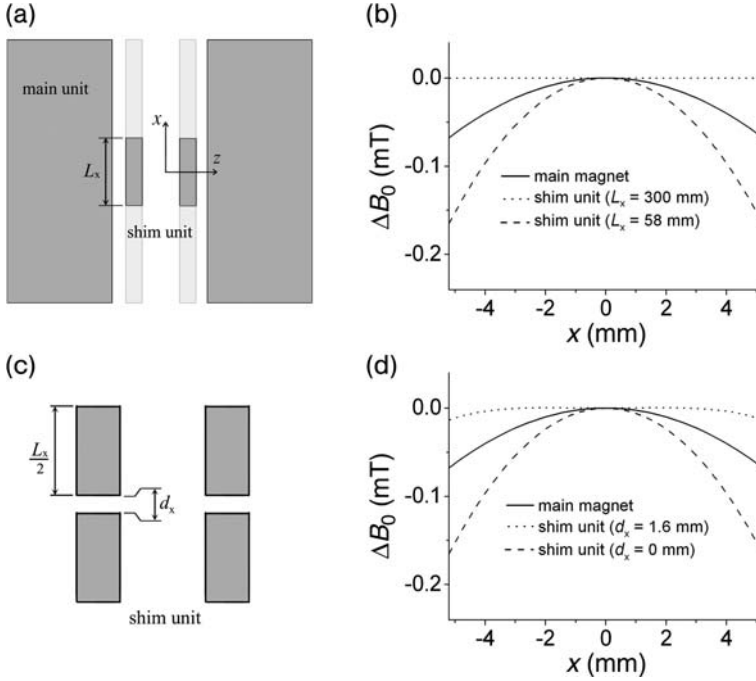 (a)
main unit
x
Lx
z
shim unit
(b)
ΔB0 (mT)
0.0
-0.1
-0.2
main magnet
shim unit (Lx = 300 mm)
shim unit (Lx = 58 mm)
-4 -2 0 2 4
x (mm)
(c)
Lx
2
dx
shim unit
(d)
ΔB0 (mT)
0.0
-0.1
-0.2
main magnet
shim unit (dx = 1.6 mm)
shim unit (dx = 0 mm)
-4 -2 0 2 4
x (mm)